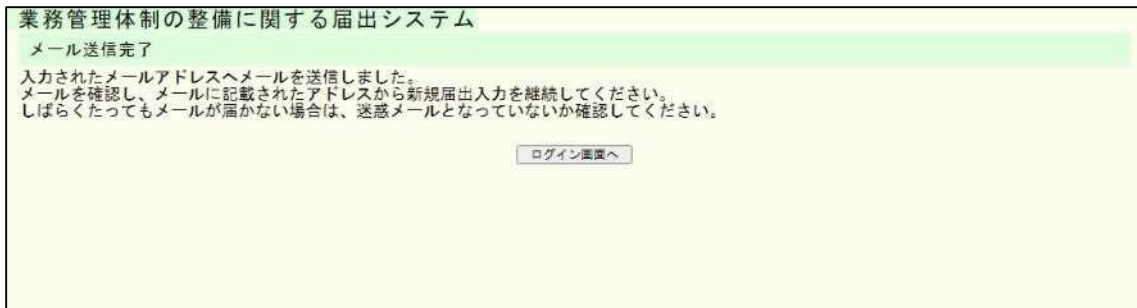 業務管理体制の整備に関する届出システム
メール送信完了
入力されたメールアドレスへメールを送信しました。
メールを確認し、メールに記載されたアドレスから新規届出入力を継続してください。
しばらくたってもメールが届かない場合は、迷惑メールとなっていないか確認してください。
ログイン画面へ